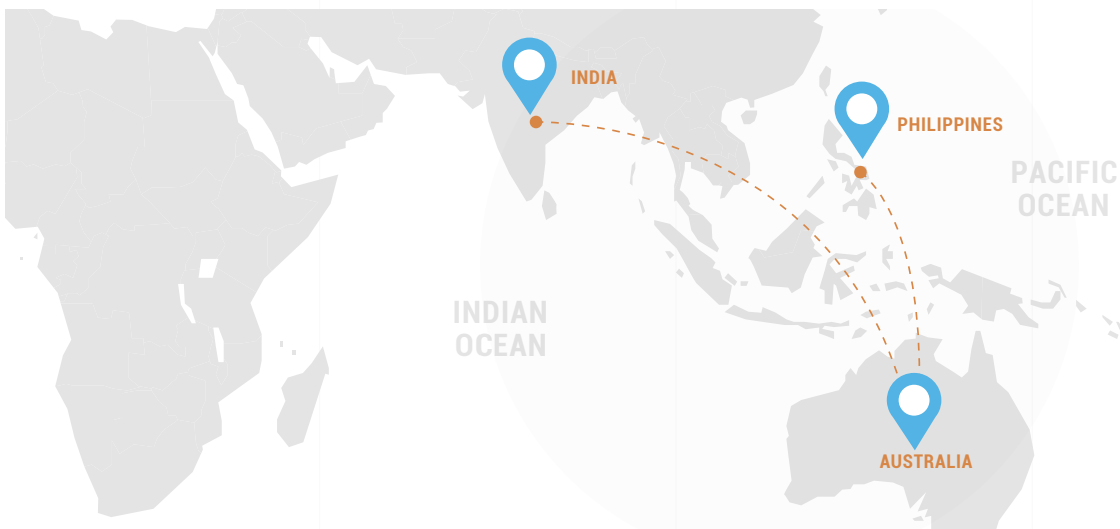 INDIA
PHILIPPINES
PACIFIC
OCEAN
INDIAN
OCEAN
AUSTRALIA